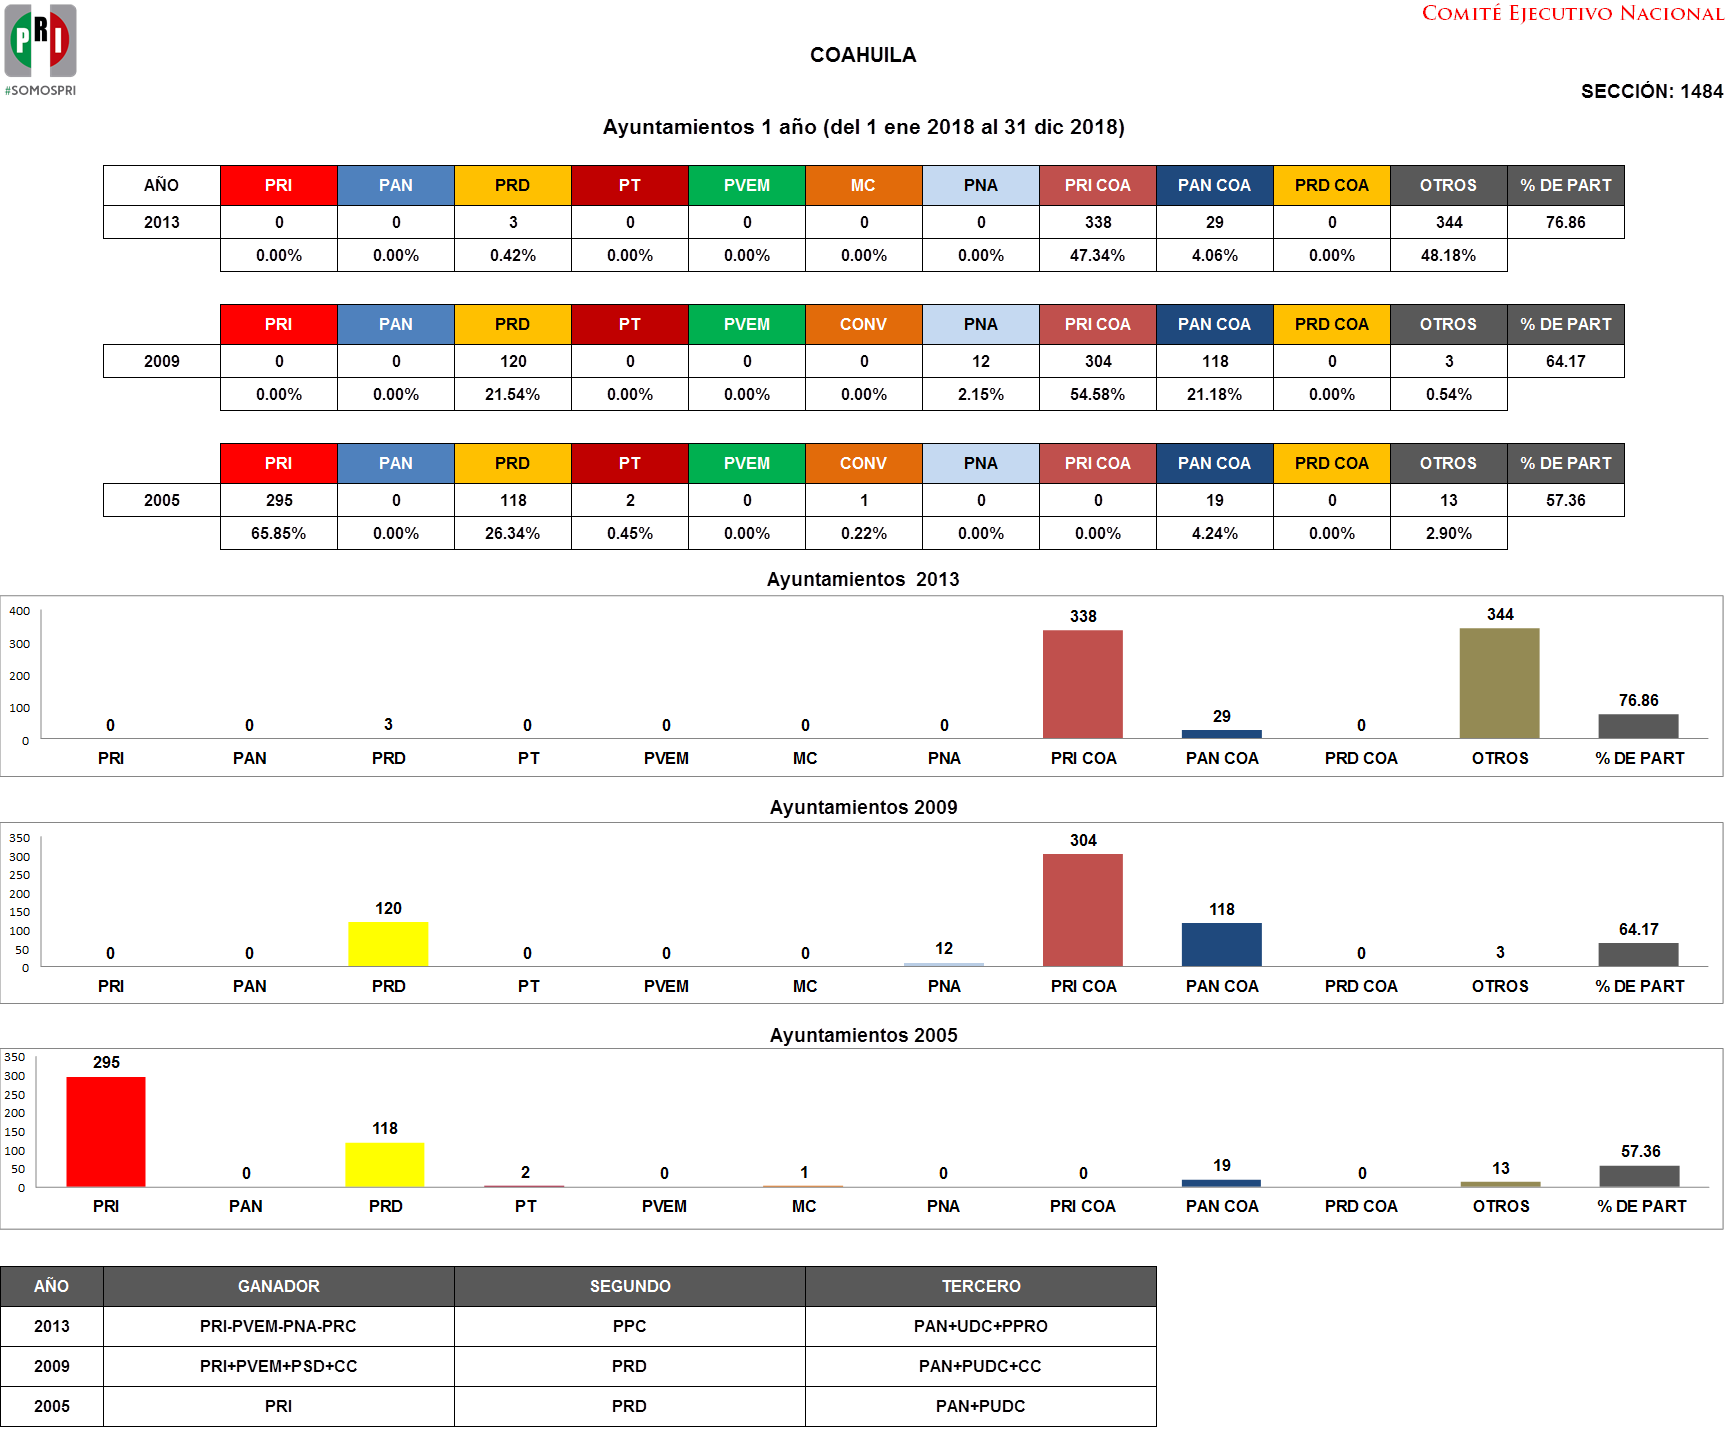 PRI
#SOMOSPRI
COMITÉ EJECUTIVO NACIONAL
COAHUILA
SECCIÓN: 1484
Ayuntamientos 1 año (del 1 ene 2018 al 31 dic 2018)
AÑO PRI PAN PRD PT PVEM MC PNA PRI COA PAN COA PRD COA OTROS % DE PART
2013 0 0 3 0 0 0 0 338 29 0 344 76.86
0.00% 0.00% 0.42% 0.00% 0.00% 0.00% 0.00% 47.34% 4.06% 0.00% 48.18%
PRI PAN PRD PT PVEM CONV PNA PRI COA PAN COA PRD COA OTROS % DE PART
2009 0 0 120 0 0 0 12 304 118 0 3 64.17
0.00% 0.00% 21.54% 0.00% 0.00% 0.00% 2.15% 54.58% 21.18% 0.00% 0.54%
PRI PAN PRD PT PVEM CONV PNA PRI COA PAN COA PRD COA OTROS % DE PART
2005 295 0 118 2 0 1 0 0 19 0 13 57.36
65.85% 0.00% 26.34% 0.45% 0.00% 0.22% 0.00% 0.00% 4.24% 0.00% 2.90%
Ayuntamientos 2013
400
300
200
100
0
0 0 3 0 0 0 0 338 29 0 344 76.86
PRI PAN PRD PT PVEM MC PNA PRI COA PAN COA PRD COA OTROS % DE PART
Ayuntamientos 2009
350
300
250
200
150
100
50
0
0 0 120 0 0 0 12 304 118 0 3 64.17
PRI PAN PRD PT PVEM MC PNA PRI COA PAN COA PRD COA OTROS % DE PART
Ayuntamientos 2005
350
300
250
200
150
100
50
0
295 0 118 2 0 1 0 0 19 0 13 57.36
PRI PAN PRD PT PVEM MC PNA PRI COA PAN COA PRD COA OTROS % DE PART
AÑO GANADOR SEGUNDO TERCERO
2013 PRI-PVEM-PNA-PRC PPC PAN+UDC+PPRO
2009 PRI+PVEM+PSD+CC PRD PAN+PUDC+CC
2005 PRI PRD PAN+PUDC